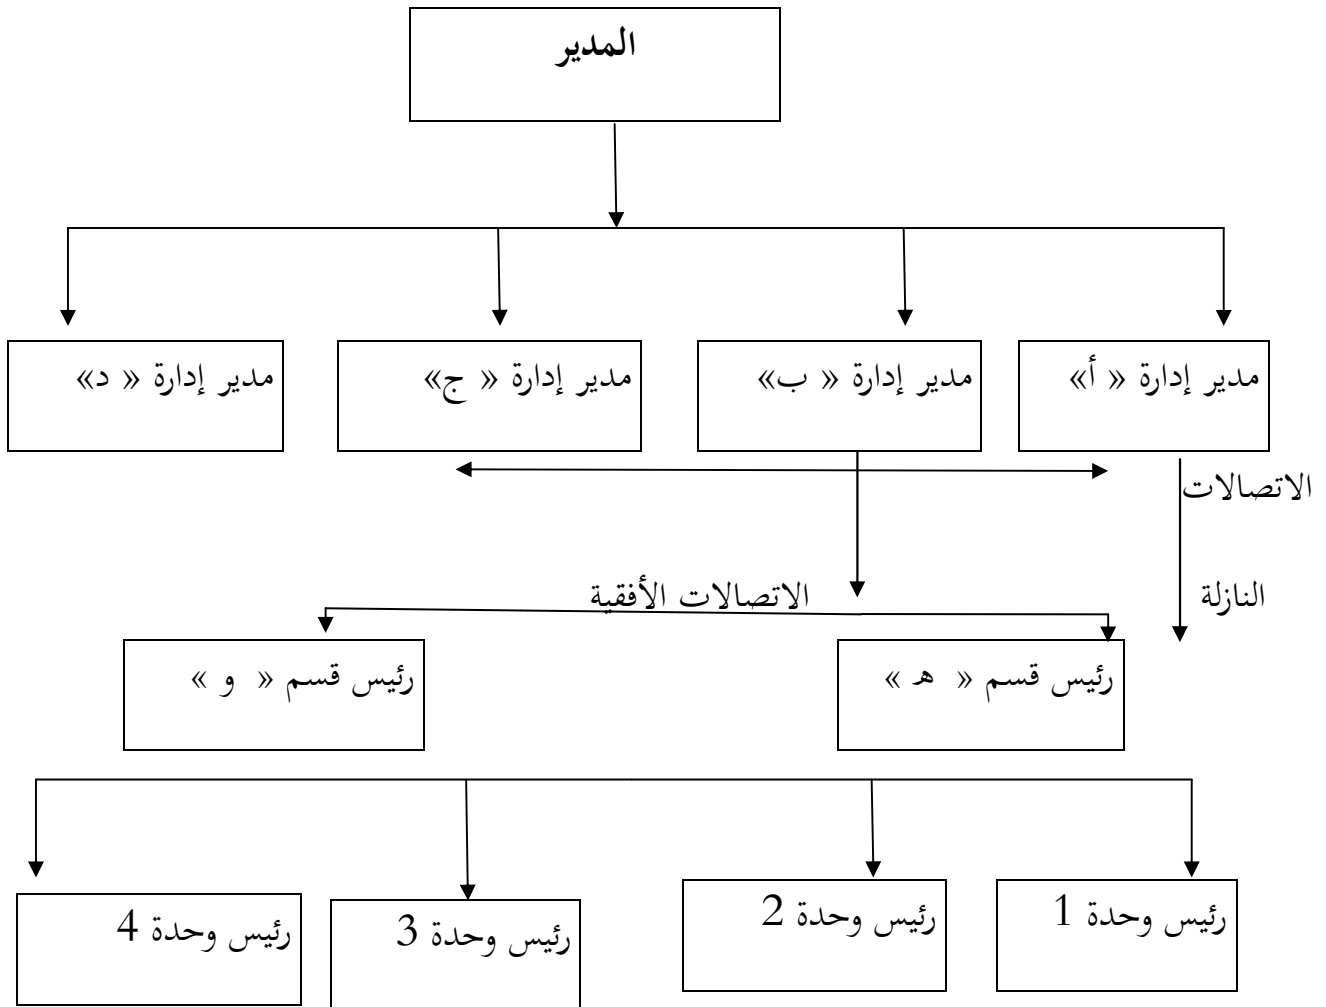 المدير
مدير إدارة « أ»
مدير إدارة « ب»
مدير إدارة « ج»
مدير إدارة « د»
الاتصالات
النازلة
الاتصالات الأفقية
رئيس قسم « هـ »
رئيس قسم « و »
رئيس وحدة 1
رئيس وحدة 2
رئيس وحدة 3
رئيس وحدة 4